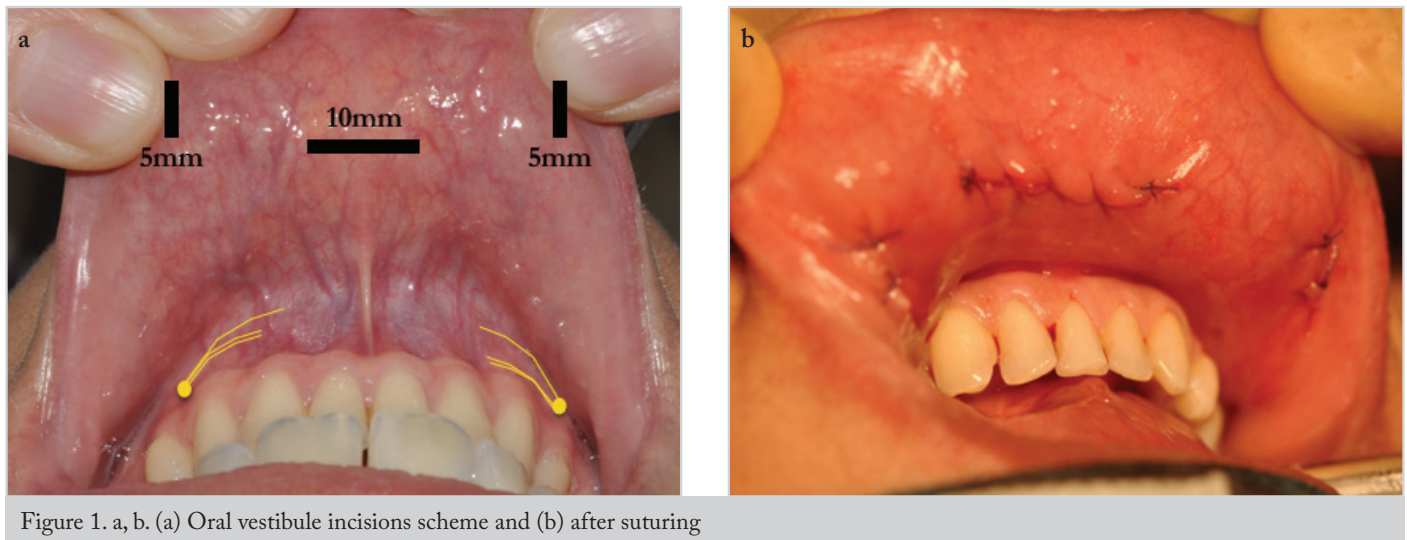 a
10mm
5mm
5mm
b
Figure 1. a, b. (a) Oral vestibule incisions scheme and (b) after suturing